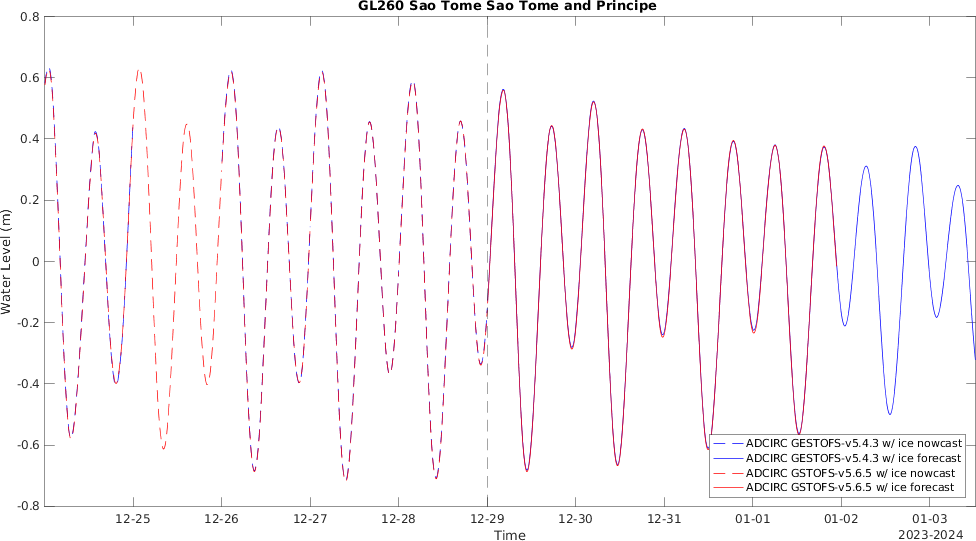 GL260 Sao Tome Sao Tome and Principe
Water Level (m)
0.8
0.6
0.4
0.2
0
-0.2
-0.4
-0.6
-0.8
ADCIRC GESTOFS-v5.4.3 w/ ice nowcast
ADCIRC GESTOFS-v5.4.3 w/ ice forecast
ADCIRC GSTOFS-v5.6.5 w/ ice nowcast
ADCIRC GSTOFS-v5.6.5 w/ ice forecast
12-25 12-26 12-27 12-28 12-29 12-30 12-31 01-01 01-02 01-03
Time
2023-2024